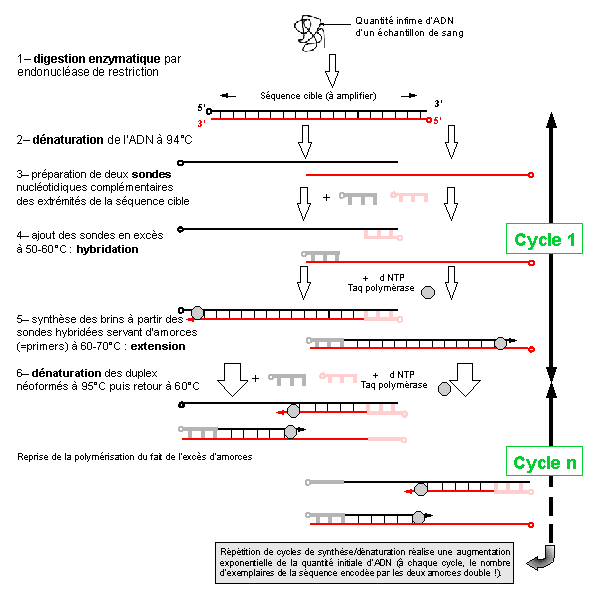 Quantité infime d'ADN
d'un échantillon de sang
1– digestion enzymatique par
endonucléase de restriction
Séquence cible (à amplifier)
5' 3'
3' 5'
2– dénaturation de l'ADN à 94°C
3– préparation de deux sondes
nucléotidiques complémentaires
des extrémités de la séquence cible
+
4– ajout des sondes en excès
à 50-60°C : hybridation
Cycle 1
+ d NTP
Taq polymèrase
5– synthèse des brins à partir des
sondes hybridées servant d'amorces
(=primers) à 60-70°C : extension
6– dénaturation des duplex
néoformés à 95°C puis retour à 60°C
+
+ d NTP
Taq polymèrase
Reprise de la polymérisation du fait de l'excès d'amorces
Cycle n
Répétition de cycles de synthèse/dénaturation réalise une augmentation
exponentielle de la quantité initiale d'ADN (à chaque cycle, le nombre
d'exemplaires de la séquence encodée par les deux amorces double !).